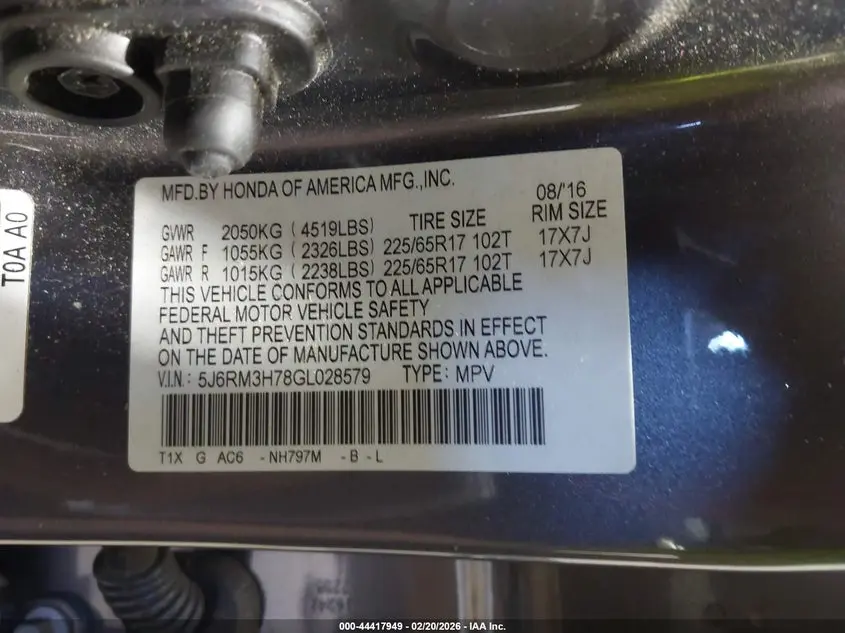 MFD.BY HONDA OF AMERICA MFG.,INC. 08/'16
GVWR 2050KG ( 4519LBS) TIRE SIZE RIM SIZE
GAWR F 1055KG ( 2326LBS) 225/65R17 102T 17X7J
GAWR R 1015KG ( 2238LBS) 225/65R17 102T 17X7J
THIS VEHICLE CONFORMS TO ALL APPLICABLE
FEDERAL MOTOR VEHICLE SAFETY
AND THEFT PREVENTION STANDARDS IN EFFECT
ON THE DATE OF MANUFACTURE SHOWN ABOVE.
V.I.N.: 5J6RM3H78GL028579 TYPE: MPV
T1X G AC6 -NH797M -B -L
T0A A0
000-44417949 - 02/20/2026 - IAA Inc.